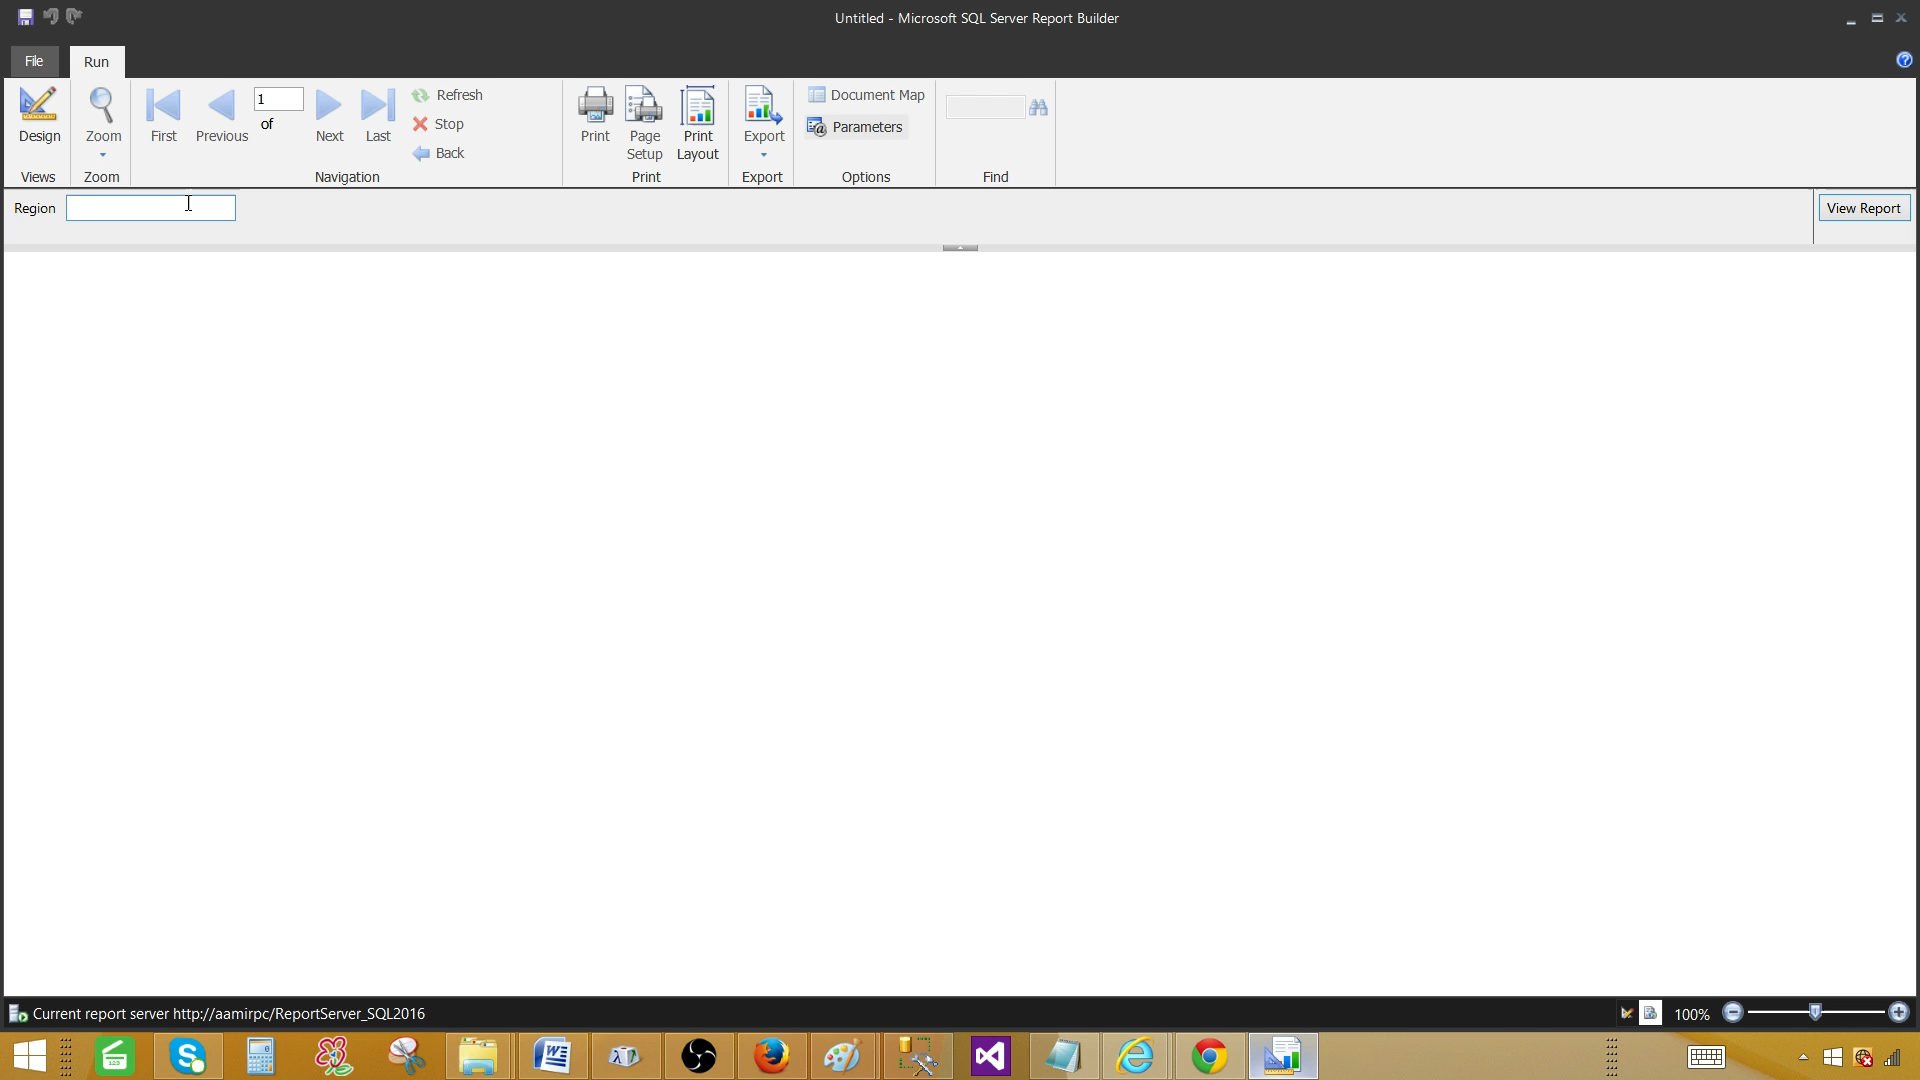 Untitled - Microsoft SQL Server Report Builder
File
Run
Design
Views
Zoom
Zoom
First
Previous
1
of
Next
Last
Refresh
Stop
Back
Navigation
Print
Page
Setup
Print
Layout
Print
Export
Export
Document Map
Parameters
Options
Find
Region
View Report
Current report server http://aamirpc/ReportServer_SQL2016
100%